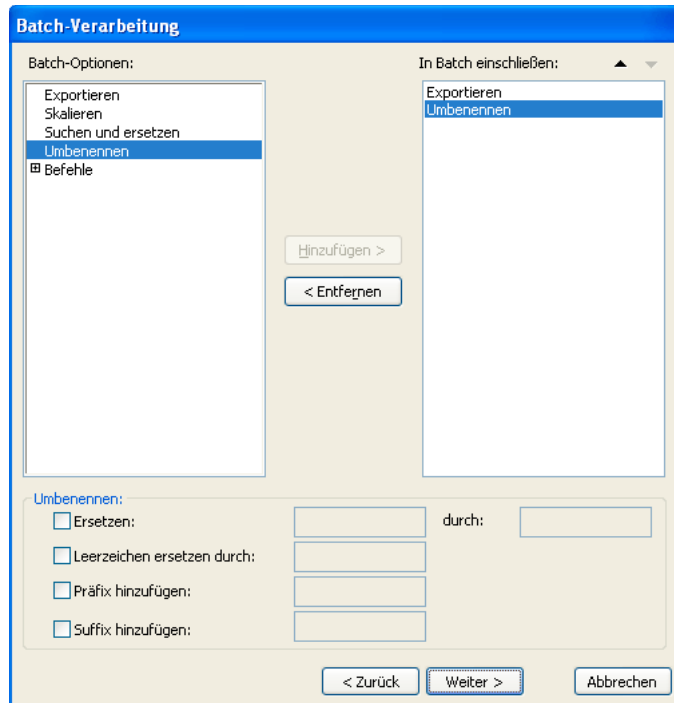 Batch-Verarbeitung
Batch-Optionen:
In Batch einschließen:
Exportieren
Skalieren
Suchen und ersetzen
Umbenennen
Befehle
Exportieren
Umbenennen
Hinzufügen >
< Entfernen
Umbenennen:
Ersetzen:
durch:
Leerzeichen ersetzen durch:
Präfix hinzufügen:
Suffix hinzufügen:
< Zurück
Weiter >
Abbrechen